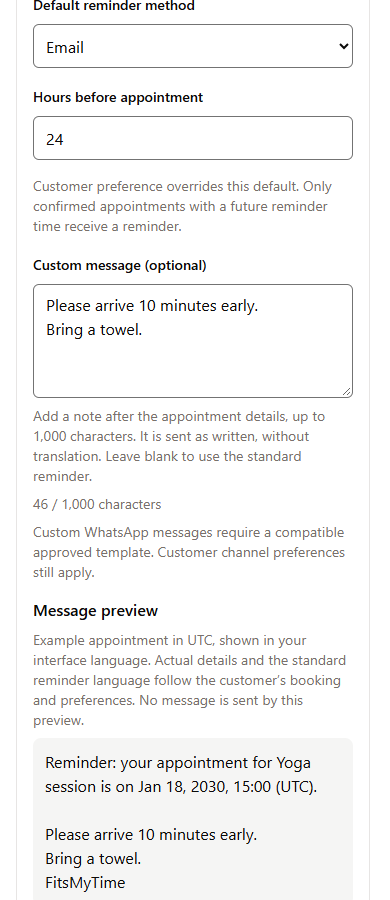 Default reminder method
Email
Hours before appointment
24
Customer preference overrides this default. Only
confirmed appointments with a future reminder
time receive a reminder.
Custom message (optional)
Please arrive 10 minutes early.
Bring a towel.
Add a note after the appointment details, up to
1,000 characters. It is sent as written, without
translation. Leave blank to use the standard
reminder.
46 / 1,000 characters
Custom WhatsApp messages require a compatible
approved template. Customer channel preferences
still apply.
Message preview
Example appointment in UTC, shown in your
interface language. Actual details and the standard
reminder language follow the customer's booking
and preferences. No message is sent by this
preview.
Reminder: your appointment for Yoga
session is on Jan 18, 2030, 15:00 (UTC).
Please arrive 10 minutes early.
Bring a towel.
FitsMyTime